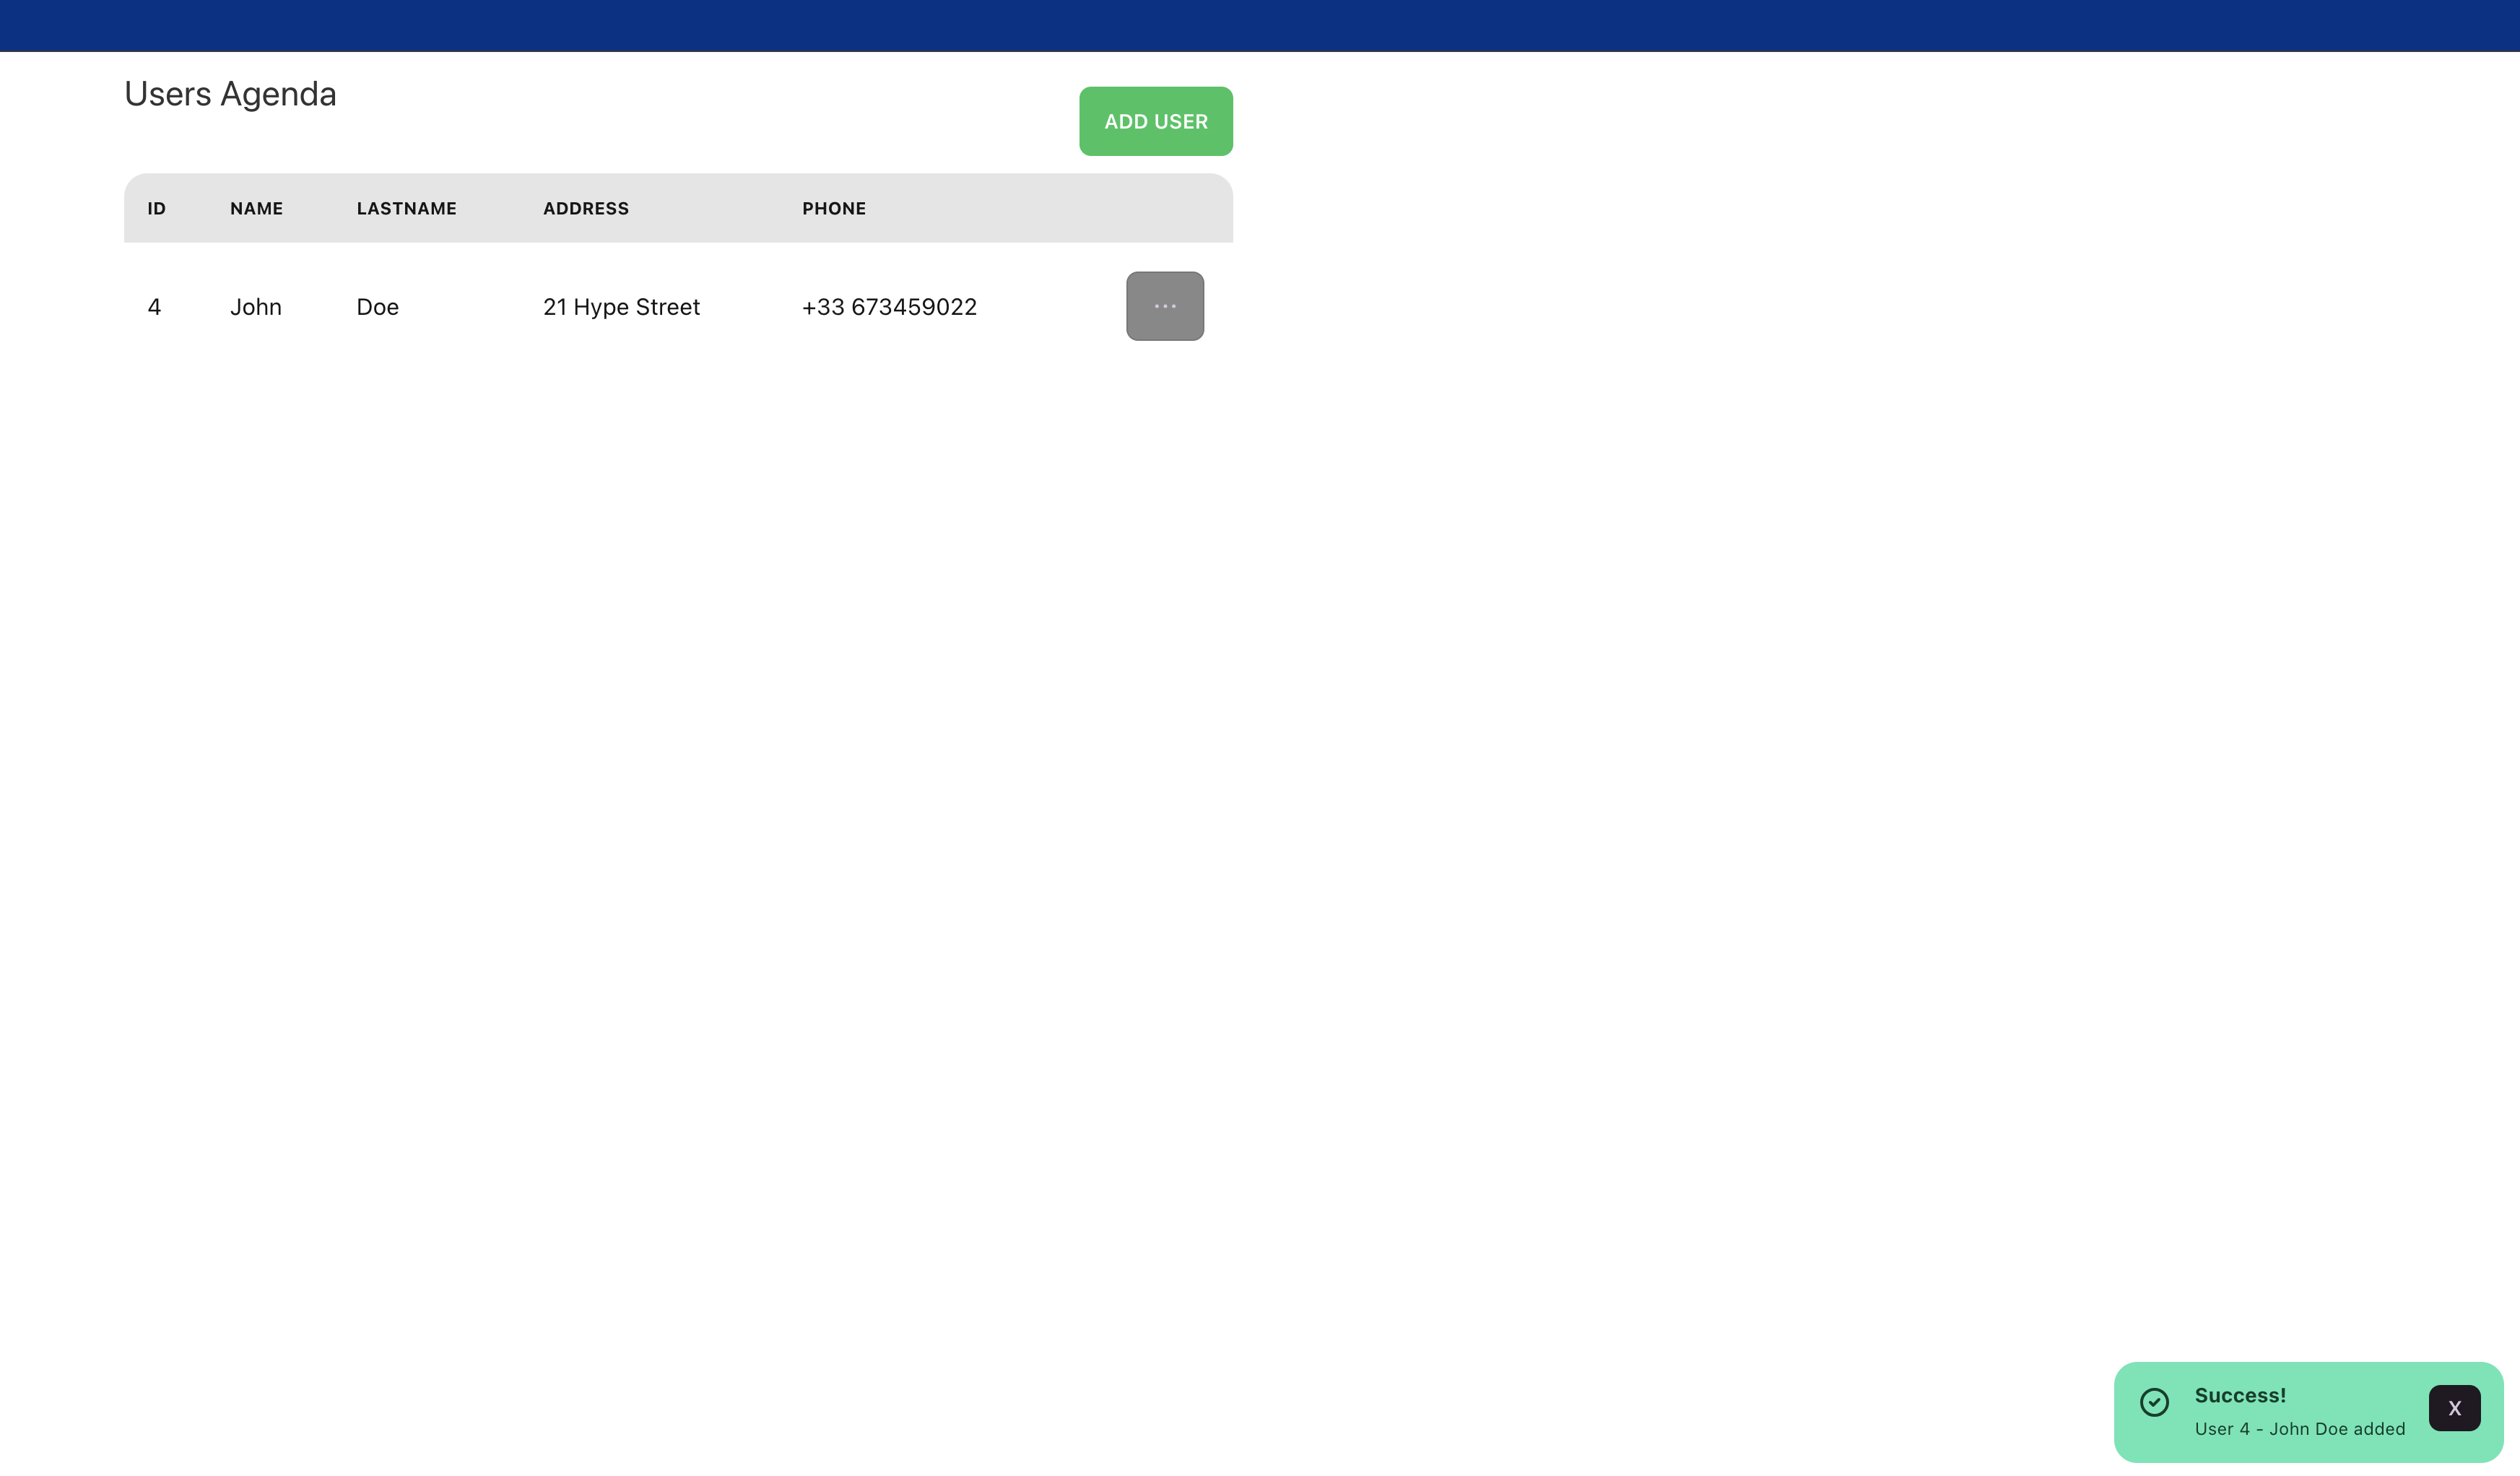 Users Agenda
ADD USER
ID NAME LASTNAME ADDRESS PHONE
4 John Doe 21 Hype Street +33 673459022 ...
Success!
User 4 - John Doe added
X